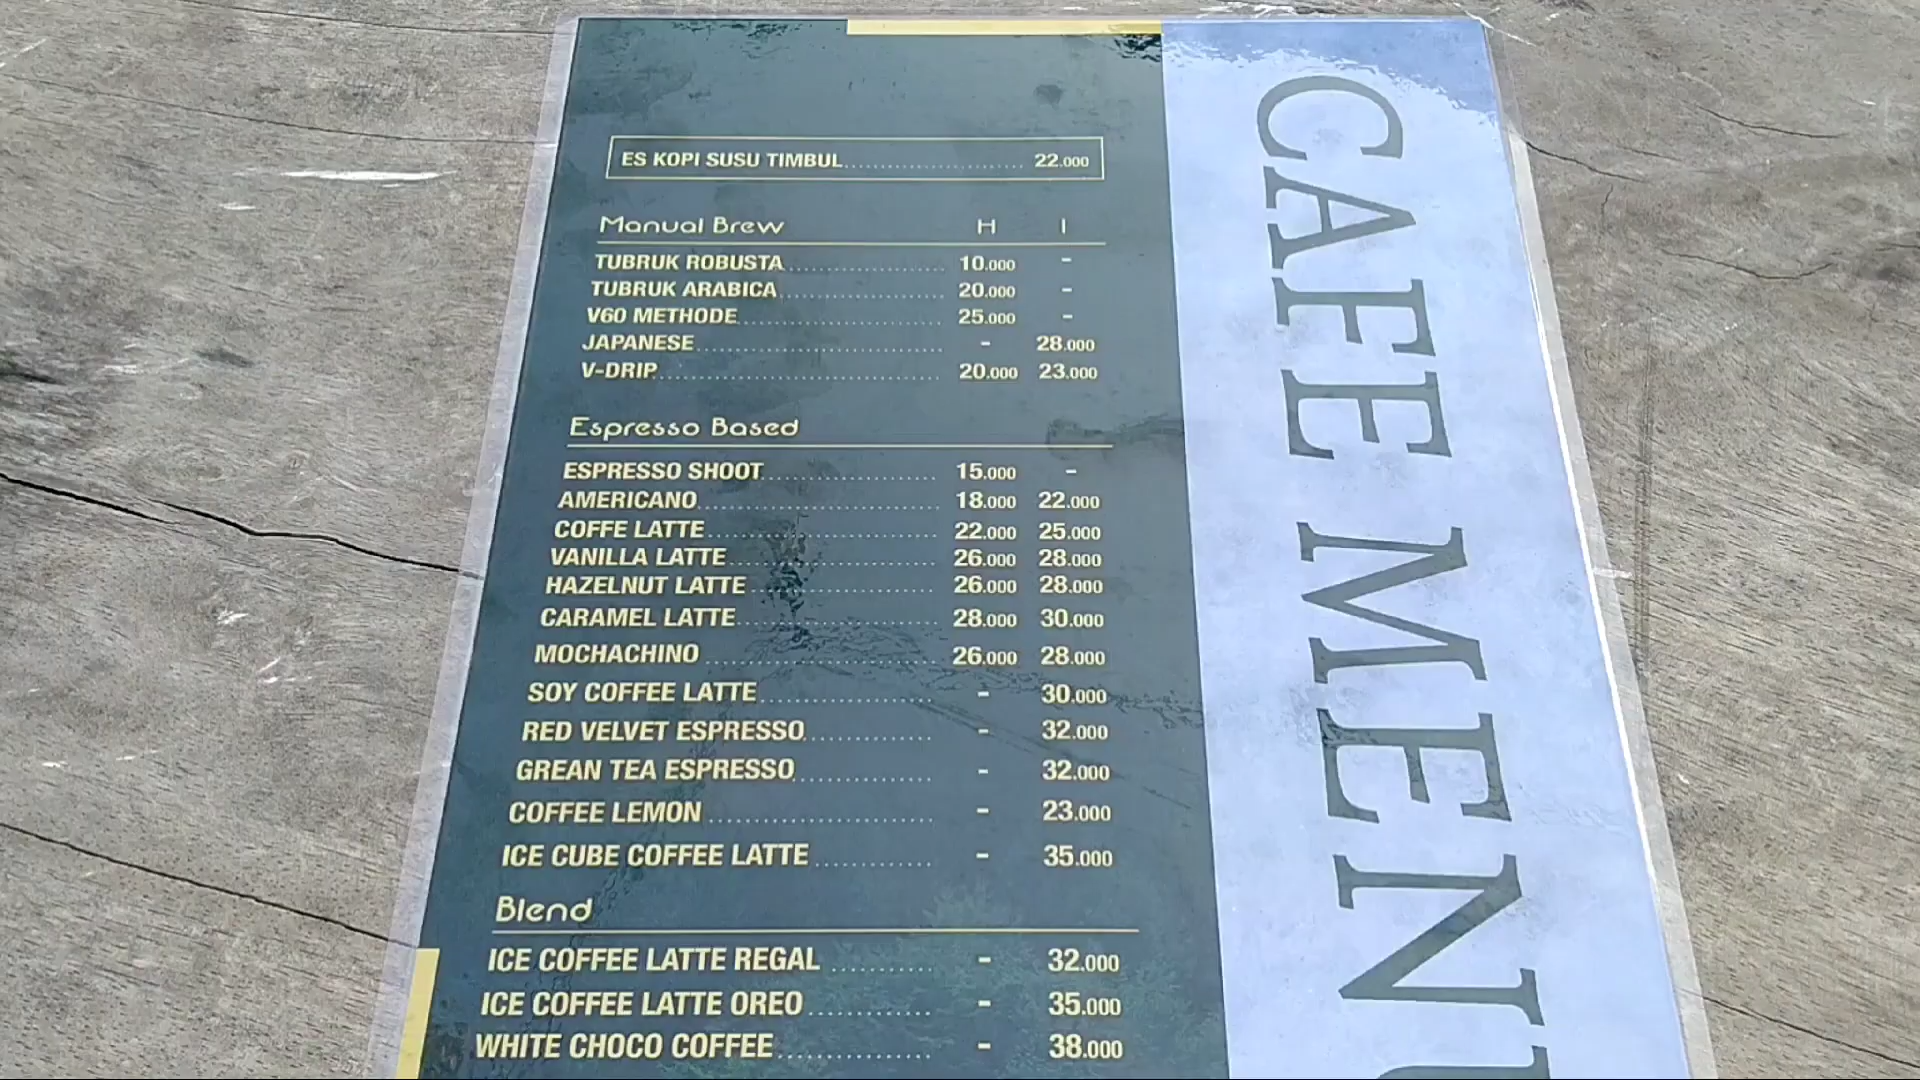 ES KOPI SUSU TIMBUL 22.000
Manual Brew H I
TUBRUK ROBUSTA 10.000 -
TUBRUK ARABICA 20.000 -
V60 METHODE 25.000 -
JAPANESE - 28.000
V-DRIP 20.000 23.000
Espresso Based
ESPRESSO SHOOT 15.000 -
AMERICANO 18.000 22.000
COFFE LATTE 22.000 25.000
VANILLA LATTE 26.000 28.000
HAZELNUT LATTE 26.000 28.000
CARAMEL LATTE 28.000 30.000
MOCHACHINO 26.000 28.000
SOY COFFEE LATTE - 30.000
RED VELVET ESPRESSO - 32.000
GREAN TEA ESPRESSO - 32.000
COFFEE LEMON - 23.000
ICE CUBE COFFEE LATTE - 35.000
Blend
ICE COFFEE LATTE REGAL - 32.000
ICE COFFEE LATTE OREO - 35.000
WHITE CHOCO COFFEE - 38.000
CAFE MENU